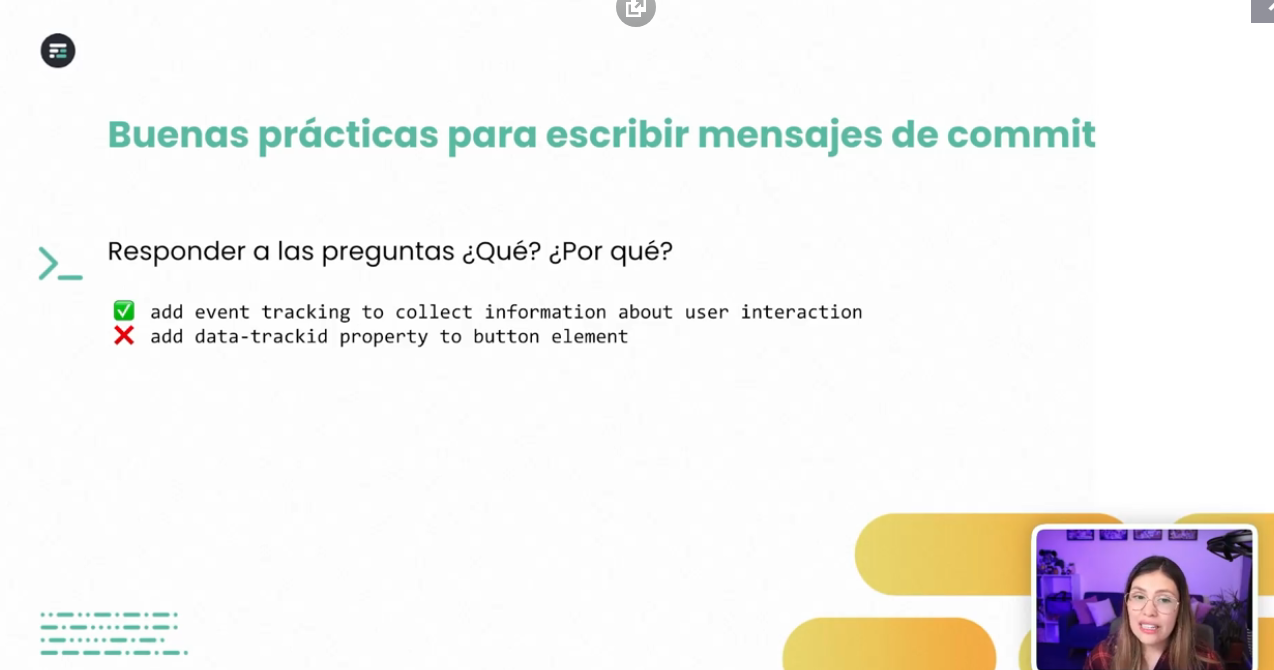 Buenas prácticas para escribir mensajes de commit
Responder a las preguntas ¿Qué? ¿Por qué?
✅ add event tracking to collect information about user interaction
❌ add data-trackid property to button element